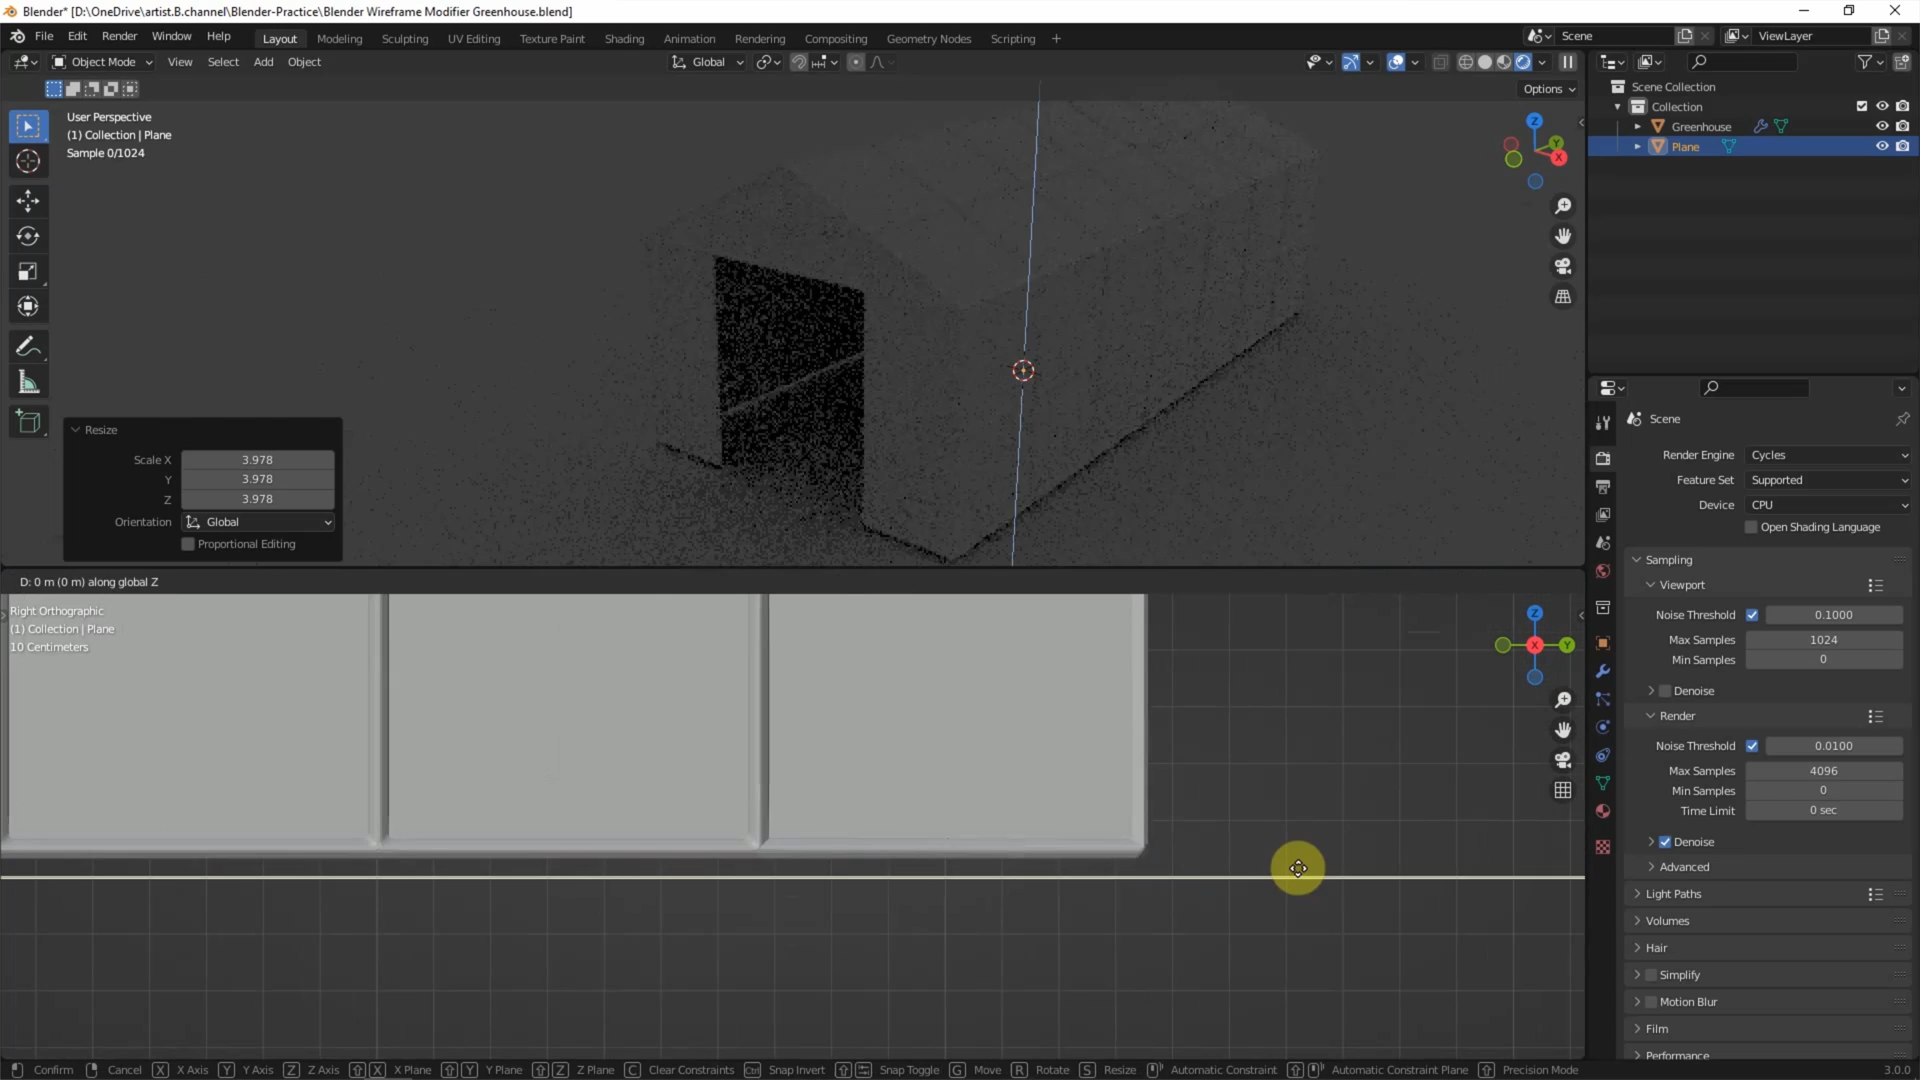 Blender* [D:\OneDrive\artist.B.channel\Blender-Practice\Blender Wireframe Modifier Greenhouse.blend]
File Edit Render Window Help Layout Modeling Sculpting UV Editing Texture Paint Shading Animation Rendering Compositing Geometry Nodes Scripting + Scene ViewLayer
Object Mode View Select Add Object Global
Options
User Perspective
(1) Collection | Plane
Sample 0/1024
Z
Y
X
Scene Collection
Collection
Greenhouse
Plane
Resize
Scale X 3.978
Y 3.978
Z 3.978
Orientation Global
Proportional Editing
D: 0 m (0 m) along global Z
Right Orthographic
(1) Collection | Plane
10 Centimeters
Z
X
Y
Scene
Render Engine Cycles
Feature Set Supported
Device CPU
Open Shading Language
Sampling
Viewport
Noise Threshold 0.1000
Max Samples 1024
Min Samples 0
Denoise
Render
Noise Threshold 0.0100
Max Samples 4096
Min Samples 0
Time Limit 0 sec
Denoise
Advanced
Light Paths
Volumes
Hair
Simplify
Motion Blur
Film
Performance
Confirm Cancel X X Axis Y Y Axis Z Z Axis X X Plane Y Y Plane Z Z Plane C Clear Constraints Ctrl Snap Invert Snap Toggle G Move R Rotate S Resize Automatic Constraint Automatic Constraint Plane Precision Mode 3.0.0